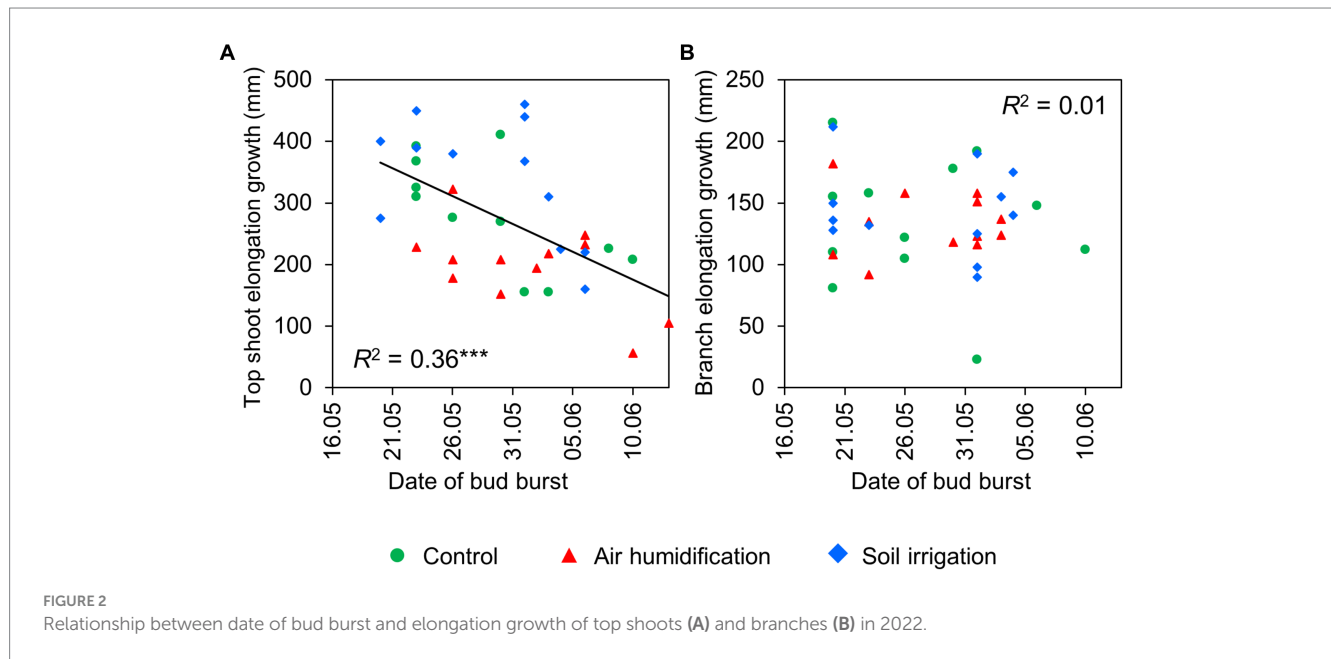 A
Top shoot elongation growth (mm)
500
400
300
200
100
0
R² = 0.36***
16.05
21.05
26.05
31.05
05.06
10.06
Date of bud burst
B
Branch elongation growth (mm)
250
200
150
100
50
0
R² = 0.01
16.05
21.05
26.05
31.05
05.06
10.06
Date of bud burst
Control
Air humidification
Soil irrigation
FIGURE 2
Relationship between date of bud burst and elongation growth of top shoots (A) and branches (B) in 2022.